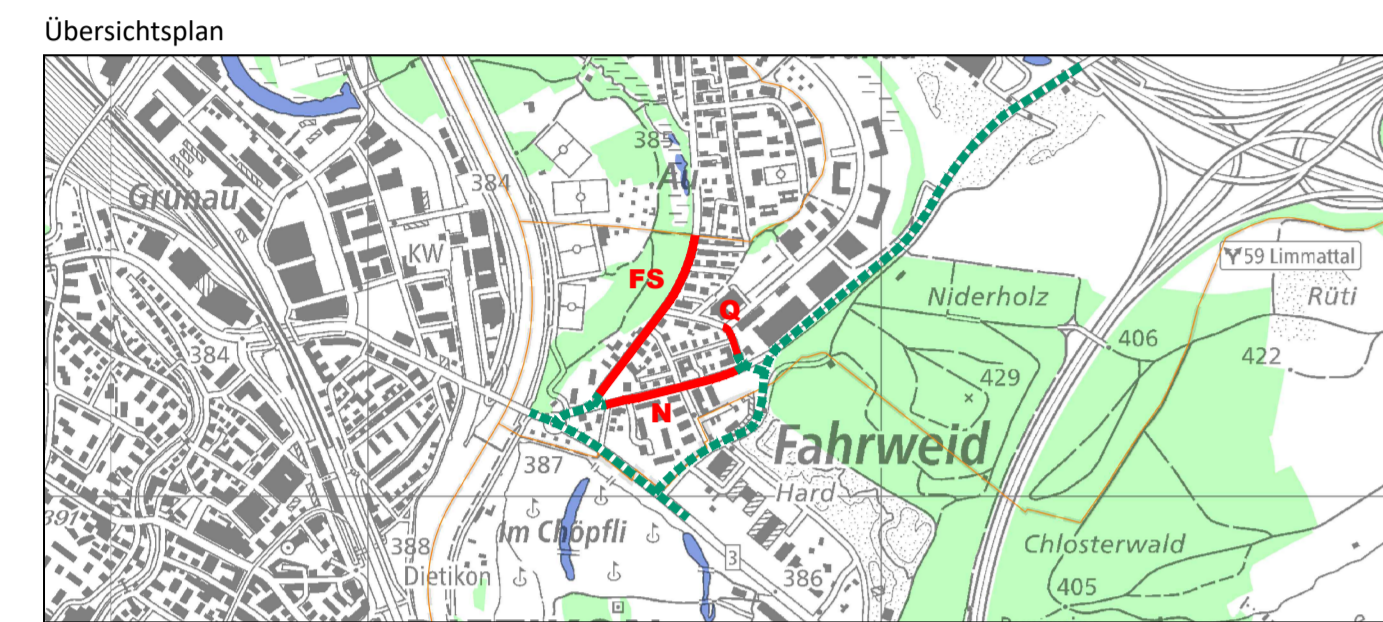 Übersichtsplan
385
Au
384
Grünau
KW
FS
59 Limmattal
Niderholz
Rüti
Q
406
384
422
429
N
Fahrweid
387
Hard
391
Im Chöpfli
388
3
Chlosterwald
Dietikon
386
405